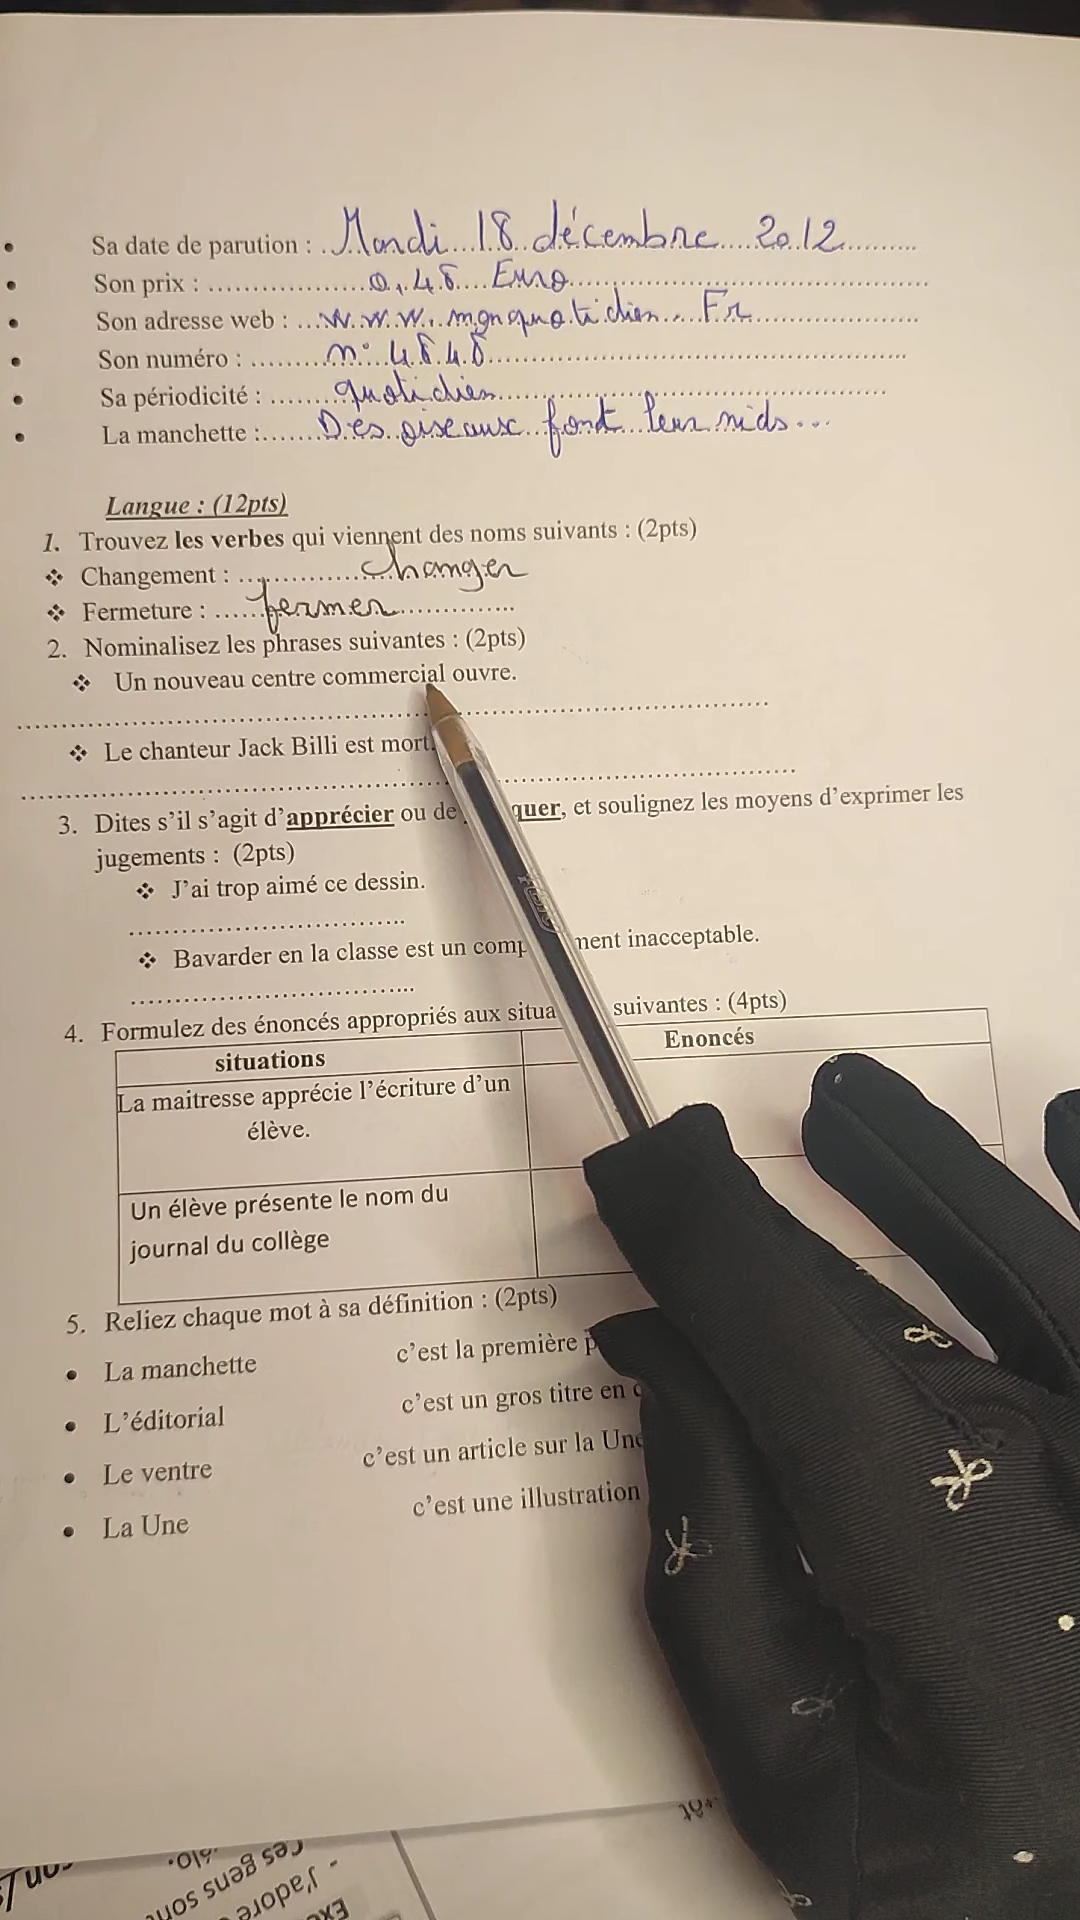 Sa date de parution : Mardi 18 décembre 2012
Son prix : 0,48 Euro
Son adresse web : www.monquotidien.Fr
Son numéro : n° 4848
Sa périodicité : quotidien
La manchette : Des oiseaux font leur nids...
Langue : (12pts)
1. Trouvez les verbes qui viennent des noms suivants : (2pts)
Changement : changer
Fermeture : fermer
2. Nominalisez les phrases suivantes : (2pts)
Un nouveau centre commercial ouvre.
Le chanteur Jack Billi est mort.
3. Dites s'il s'agit d'apprécier ou de quer, et soulignez les moyens d'exprimer les
jugements : (2pts)
J'ai trop aimé ce dessin.
Bavarder en la classe est un comp ment inacceptable.
4. Formulez des énoncés appropriés aux situa suivantes : (4pts)
situations Enoncés
La maitresse apprécie l'écriture d'un
élève.
Un élève présente le nom du
journal du collège
5. Reliez chaque mot à sa définition : (2pts)
La manchette c'est la première p
L'éditorial c'est un gros titre en
Le ventre c'est un article sur la Une
La Une c'est une illustration
ces gens sont
- J'adore